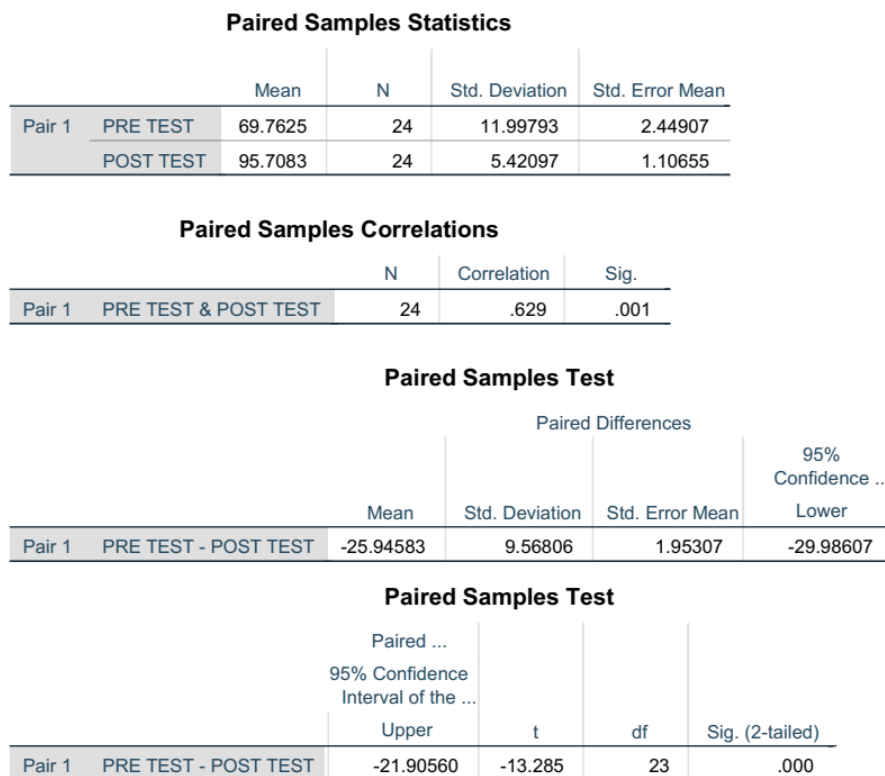 Paired Samples Statistics
Mean N Std. Deviation Std. Error Mean
Pair 1 PRE TEST 69.7625 24 11.99793 2.44907
POST TEST 95.7083 24 5.42097 1.10655
Paired Samples Correlations
N Correlation Sig.
Pair 1 PRE TEST & POST TEST 24 .629 .001
Paired Samples Test
Paired Differences
95%
Confidence ..
Mean Std. Deviation Std. Error Mean Lower
Pair 1 PRE TEST - POST TEST -25.94583 9.56806 1.95307 -29.98607
Paired Samples Test
Paired ...
95% Confidence
Interval of the ...
Upper t df Sig. (2-tailed)
Pair 1 PRE TEST - POST TEST -21.90560 -13.285 23 .000